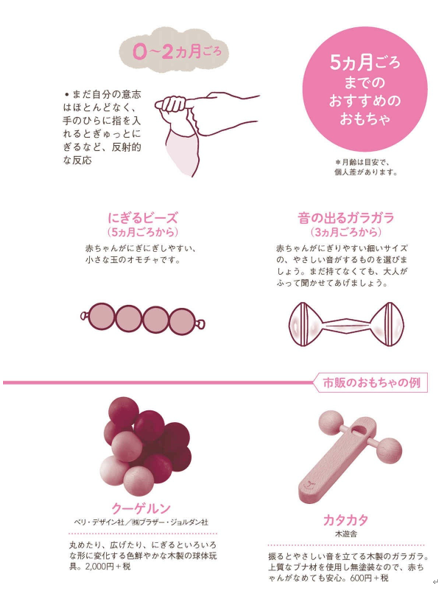 0〜2ヵ月ごろ
5ヵ月ごろ
までの
おすすめの
おもちゃ
•まだ自分の意志
はほとんどなく、
手のひらに指を入
れるとぎゅっとに
ぎるなど、反射的
な反応
＊月齢は目安で、
個人差があります。
にぎるビーズ
（5ヵ月ごろから）
赤ちゃんがにぎにぎしやすい、
小さな玉のオモチャです。
音の出るガラガラ
（3ヵ月ごろから）
赤ちゃんがにぎりやすい細いサイズ
の、やさしい音がするものを選びま
しょう。まだ持てなくても、大人が
ふって聞かせてあげましょう。
市販のおもちゃの例
クーゲルン
ベリ・デザイン社／㈱ブラザー・ジョルダン社
丸めたり、広げたり、にぎるといろいろ
な形に変化する色鮮やかな木製の球体玩
具。2,000円＋税
カタカタ
木遊舎
振るとやさしい音を立てる木製のガラガラ。
上質なブナ材を使用し無塗装なので、赤ち
ゃんがなめても安心。600円＋税